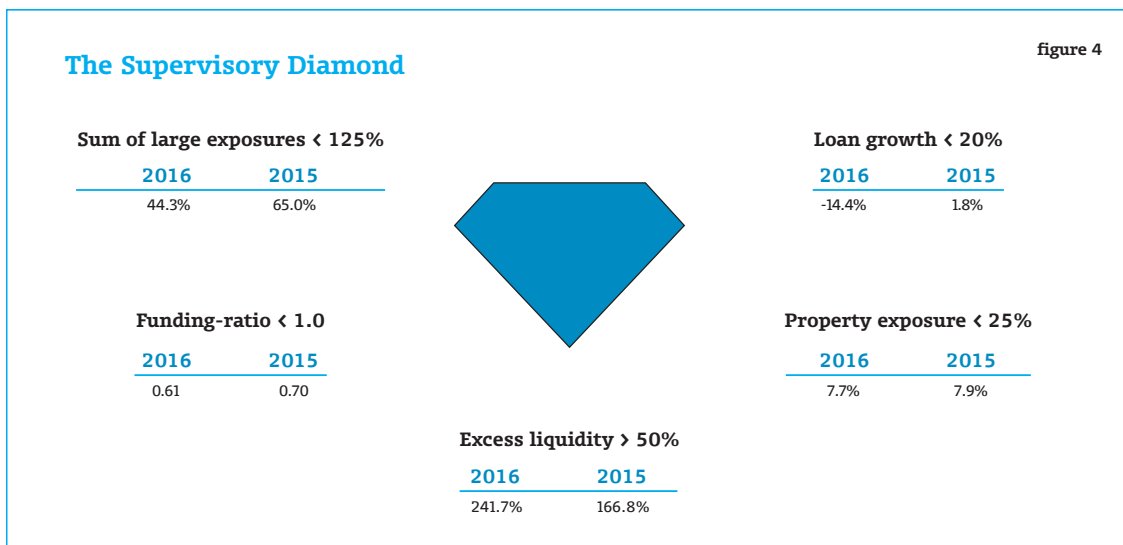 figure 4
The Supervisory Diamond
Sum of large exposures < 125%
2016 2015
44.3% 65.0%
Loan growth < 20%
2016 2015
-14.4% 1.8%
Funding-ratio < 1.0
2016 2015
0.61 0.70
Property exposure < 25%
2016 2015
7.7% 7.9%
Excess liquidity > 50%
2016 2015
241.7% 166.8%